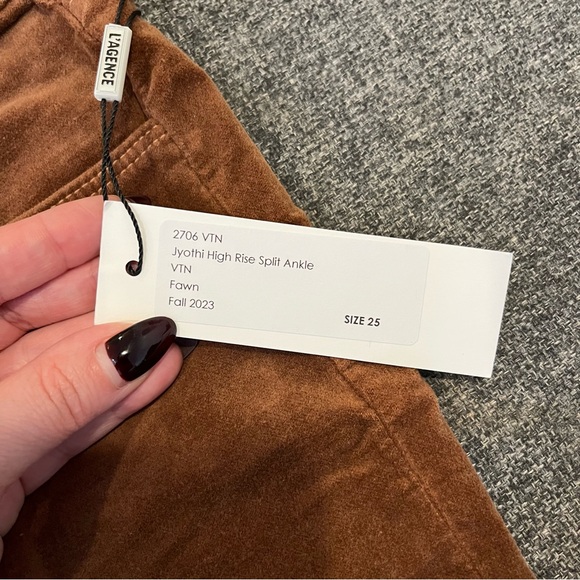 L'AGENCE
2706 VTN
Jyothi High Rise Split Ankle
VTN
Fawn
Fall 2023
SIZE 25